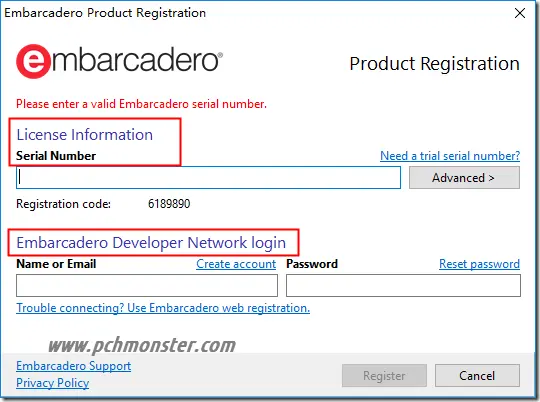 Embarcadero Product Registration
embarcadero®
Product Registration
Please enter a valid Embarcadero serial number.
License Information
Serial Number
Need a trial serial number?
Advanced >
Registration code: 6189890
Embarcadero Developer Network login
Name or Email Create account Password Reset password
Trouble connecting? Use Embarcadero web registration.
www.pchmonster.com
Embarcadero Support
Privacy Policy
Register Cancel